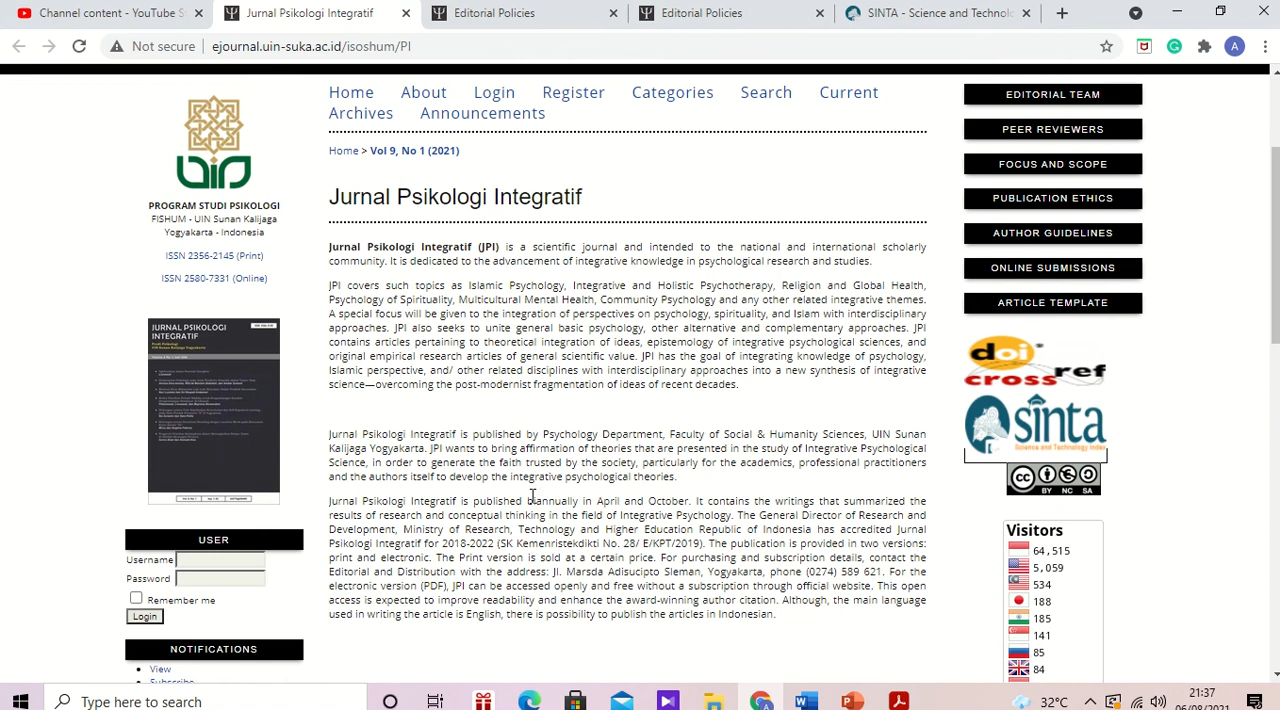 Channel content - YouTube S
Jurnal Psikologi Integratif
Editorial Policies
Editorial Policies
SINTA - Science and Technol
Not secure
ejournal.uin-suka.ac.id/isoshum/PI
A
Home About Login Register Categories Search Current
Archives Announcements
Home > Vol 9, No 1 (2021)
Jurnal Psikologi Integratif
Jurnal Psikologi Integratif (JPI) is a scientific journal and intended to the national and international scholarly
community. It is dedicated to the advancement of integrative knowledge in psychological research and studies.
JPI covers such topics as Islamic Psychology, Integrative and Holistic Psychotherapy, Religion and Global Health,
Psychology of Spirituality, Multicultural Mental Health, Community Psychology and any other related integrative themes.
A special focus will be given to the integration of perspectives on psychology, spirituality, and Islam with interdisciplinary
approaches. JPI also seeks to unite general basic psychology, other alternative and complementary approaches. JPI
contain articles pertaining to theoretical integration, history, epistemology of integrative psychology, reviews and
original empirical research articles of general scientific nature. JPI has the goal of integrating knowledge of psychology,
Islamic perspective and/ other related disciplines with interdisciplinary approaches into a new synthesis of integrative
decades.
Jurnal Psikologi Integratif is published by Psychology Program the Faculty of Social & Humanity Sciences UIN Sunan
Kalijaga Yogyakarta. JPI wants to bring affirmation of theories that are presented in the study of Integrative Psychological
Science, in order to generate the faith trusted by the society, particularly for the academics, professional practitioners
and the authors itself to develop the integrative psychological theories.
Jurnal Psikologi Integratif is published biannually in April and October. It contains the writings that summarize the
results of research and conceptual thinking in the field of Integrative Psychology. The General Director of Research and
Development, Ministry of Research, Technology and Higher Education Republic of Indonesia has accredited Jurnal
Psikologi Integratif for 2018-2022 (SK Kemenristekdikti No. 28/ E/KPT/2019). The publication is provided in two versions:
print and electronic. The Print version is sold at a certain price. For purchasing and subscription details, contact the
Editorial and Distribution with the address: Jl. Marsda Adisucipto Sleman, Yogyakarta, phone (0274) 589 621. For the
electronic version (PDF), JPI can be accessed openly and free without a subscription through official website. This open
access is expected to improve readability and enhance the award-winning author citation. Although, the main language
used in writing the article is English, there is possibility to publish the articles in Indonesian.
uin
PROGRAM STUDI PSIKOLOGI
FISHUM - UIN Sunan Kalijaga
Yogyakarta - Indonesia
ISSN 2356-2145 (Print)
ISSN 2580-7331 (Online)
JURNAL PSIKOLOGI
INTEGRATIF
USER
Username
Password
Remember me
Login
NOTIFICATIONS
View
Subscribe
EDITORIAL TEAM
PEER REVIEWERS
FOCUS AND SCOPE
PUBLICATION ETHICS
AUTHOR GUIDELINES
ONLINE SUBMISSIONS
ARTICLE TEMPLATE
doi
crossref
sinta
Science and Technology Index
cc
BY NC SA
Visitors
64,515
5,059
534
188
185
141
85
84
Type here to search
32°C
21:37
06/08/2021